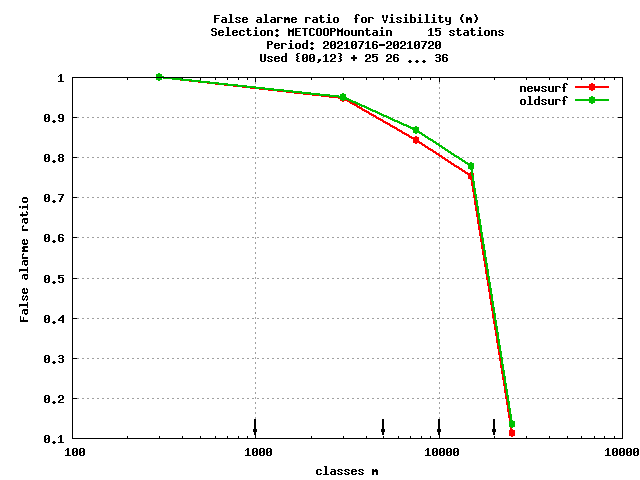 False alarme ratio  for Visibility (m)
Selection: METCOOPMountain     15 stations
Period: 20210716-20210720
Used {00,12} + 25 26 ... 36
newsurf
oldsurf
1
0.9
0.8
0.7
0.6
0.5
0.4
0.3
0.2
0.1
False alarme ratio
100
1000
10000
10000
classes m